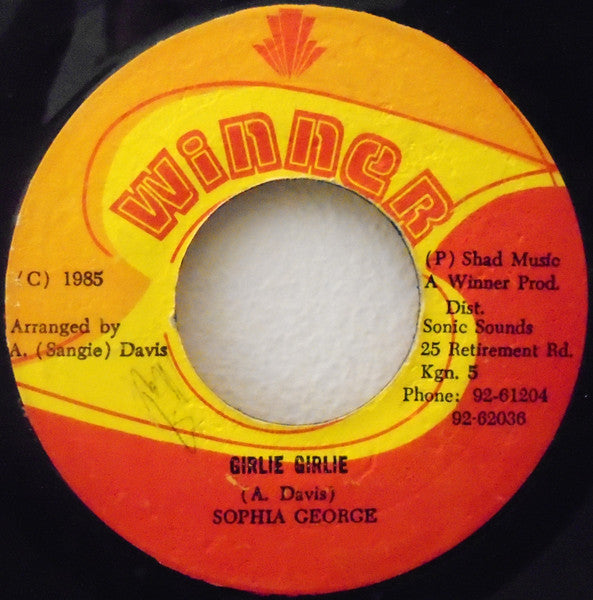 WINNER
(C) 1985
Arranged by
A. (Sangie) Davis
(P) Shad Music
A Winner Prod.
Dist.
Sonic Sounds
25 Retirement Rd.
Kgn. 5
Phone: 92-61204
92-62036
GIRLIE GIRLIE
(A. Davis)
SOPHIA GEORGE